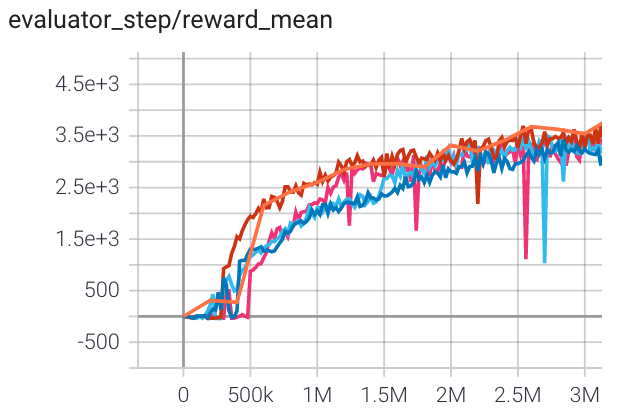 evaluator_step/reward_mean
4.5e+3
3.5e+3
2.5e+3
1.5e+3
500
-500
0 500k 1M 1.5M 2M 2.5M 3M